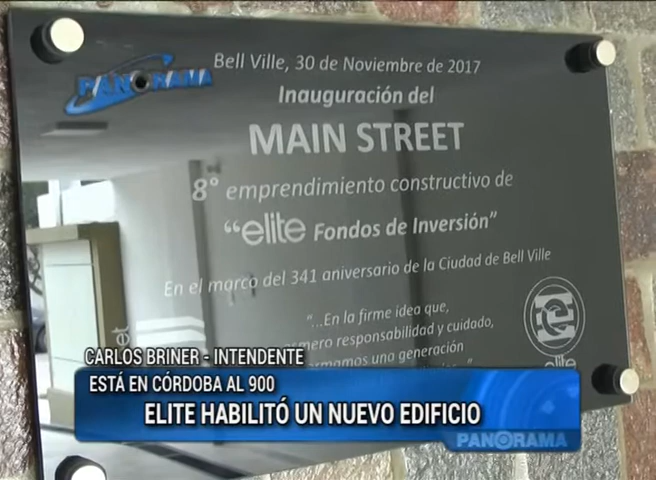 PANORAMA
Bell Ville, 30 de Noviembre de 2017
Inauguración del
MAIN STREET
8° emprendimiento constructivo de
“elite Fondos de Inversión”
En el marco del 341 aniversario de la Ciudad de Bell Ville
“...En la firme idea que,
responsabilidad y cuidado,
una generación
elite
CARLOS BRINER - INTENDENTE
ESTÁ EN CÓRDOBA AL 900
ELITE HABILITÓ UN NUEVO EDIFICIO
PANORAMA